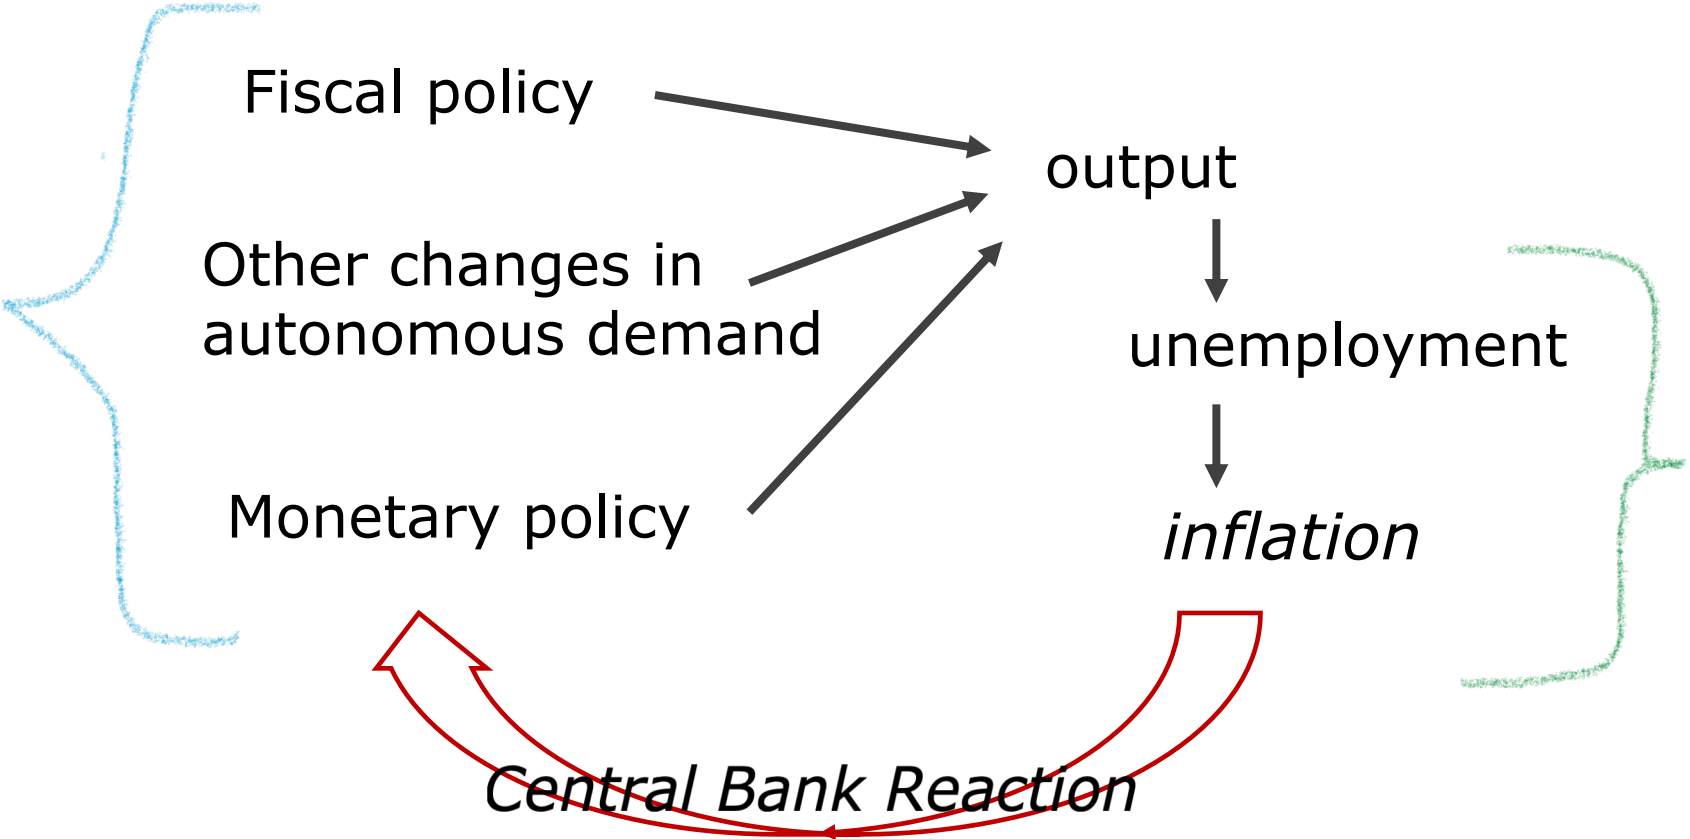 Fiscal policy
output
Other changes in
autonomous demand
unemployment
Monetary policy
inflation
Central Bank Reaction